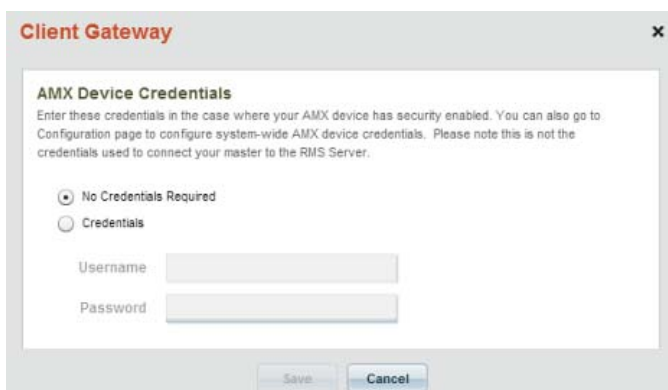 Client Gateway
AMX Device Credentials
Enter these credentials in the case where your AMX device has security enabled. You can also go to
Configuration page to configure system-wide AMX device credentials. Please note this is not the
credentials used to connect your master to the RMS Server.
No Credentials Required
Credentials
Username
Password
Save
Cancel